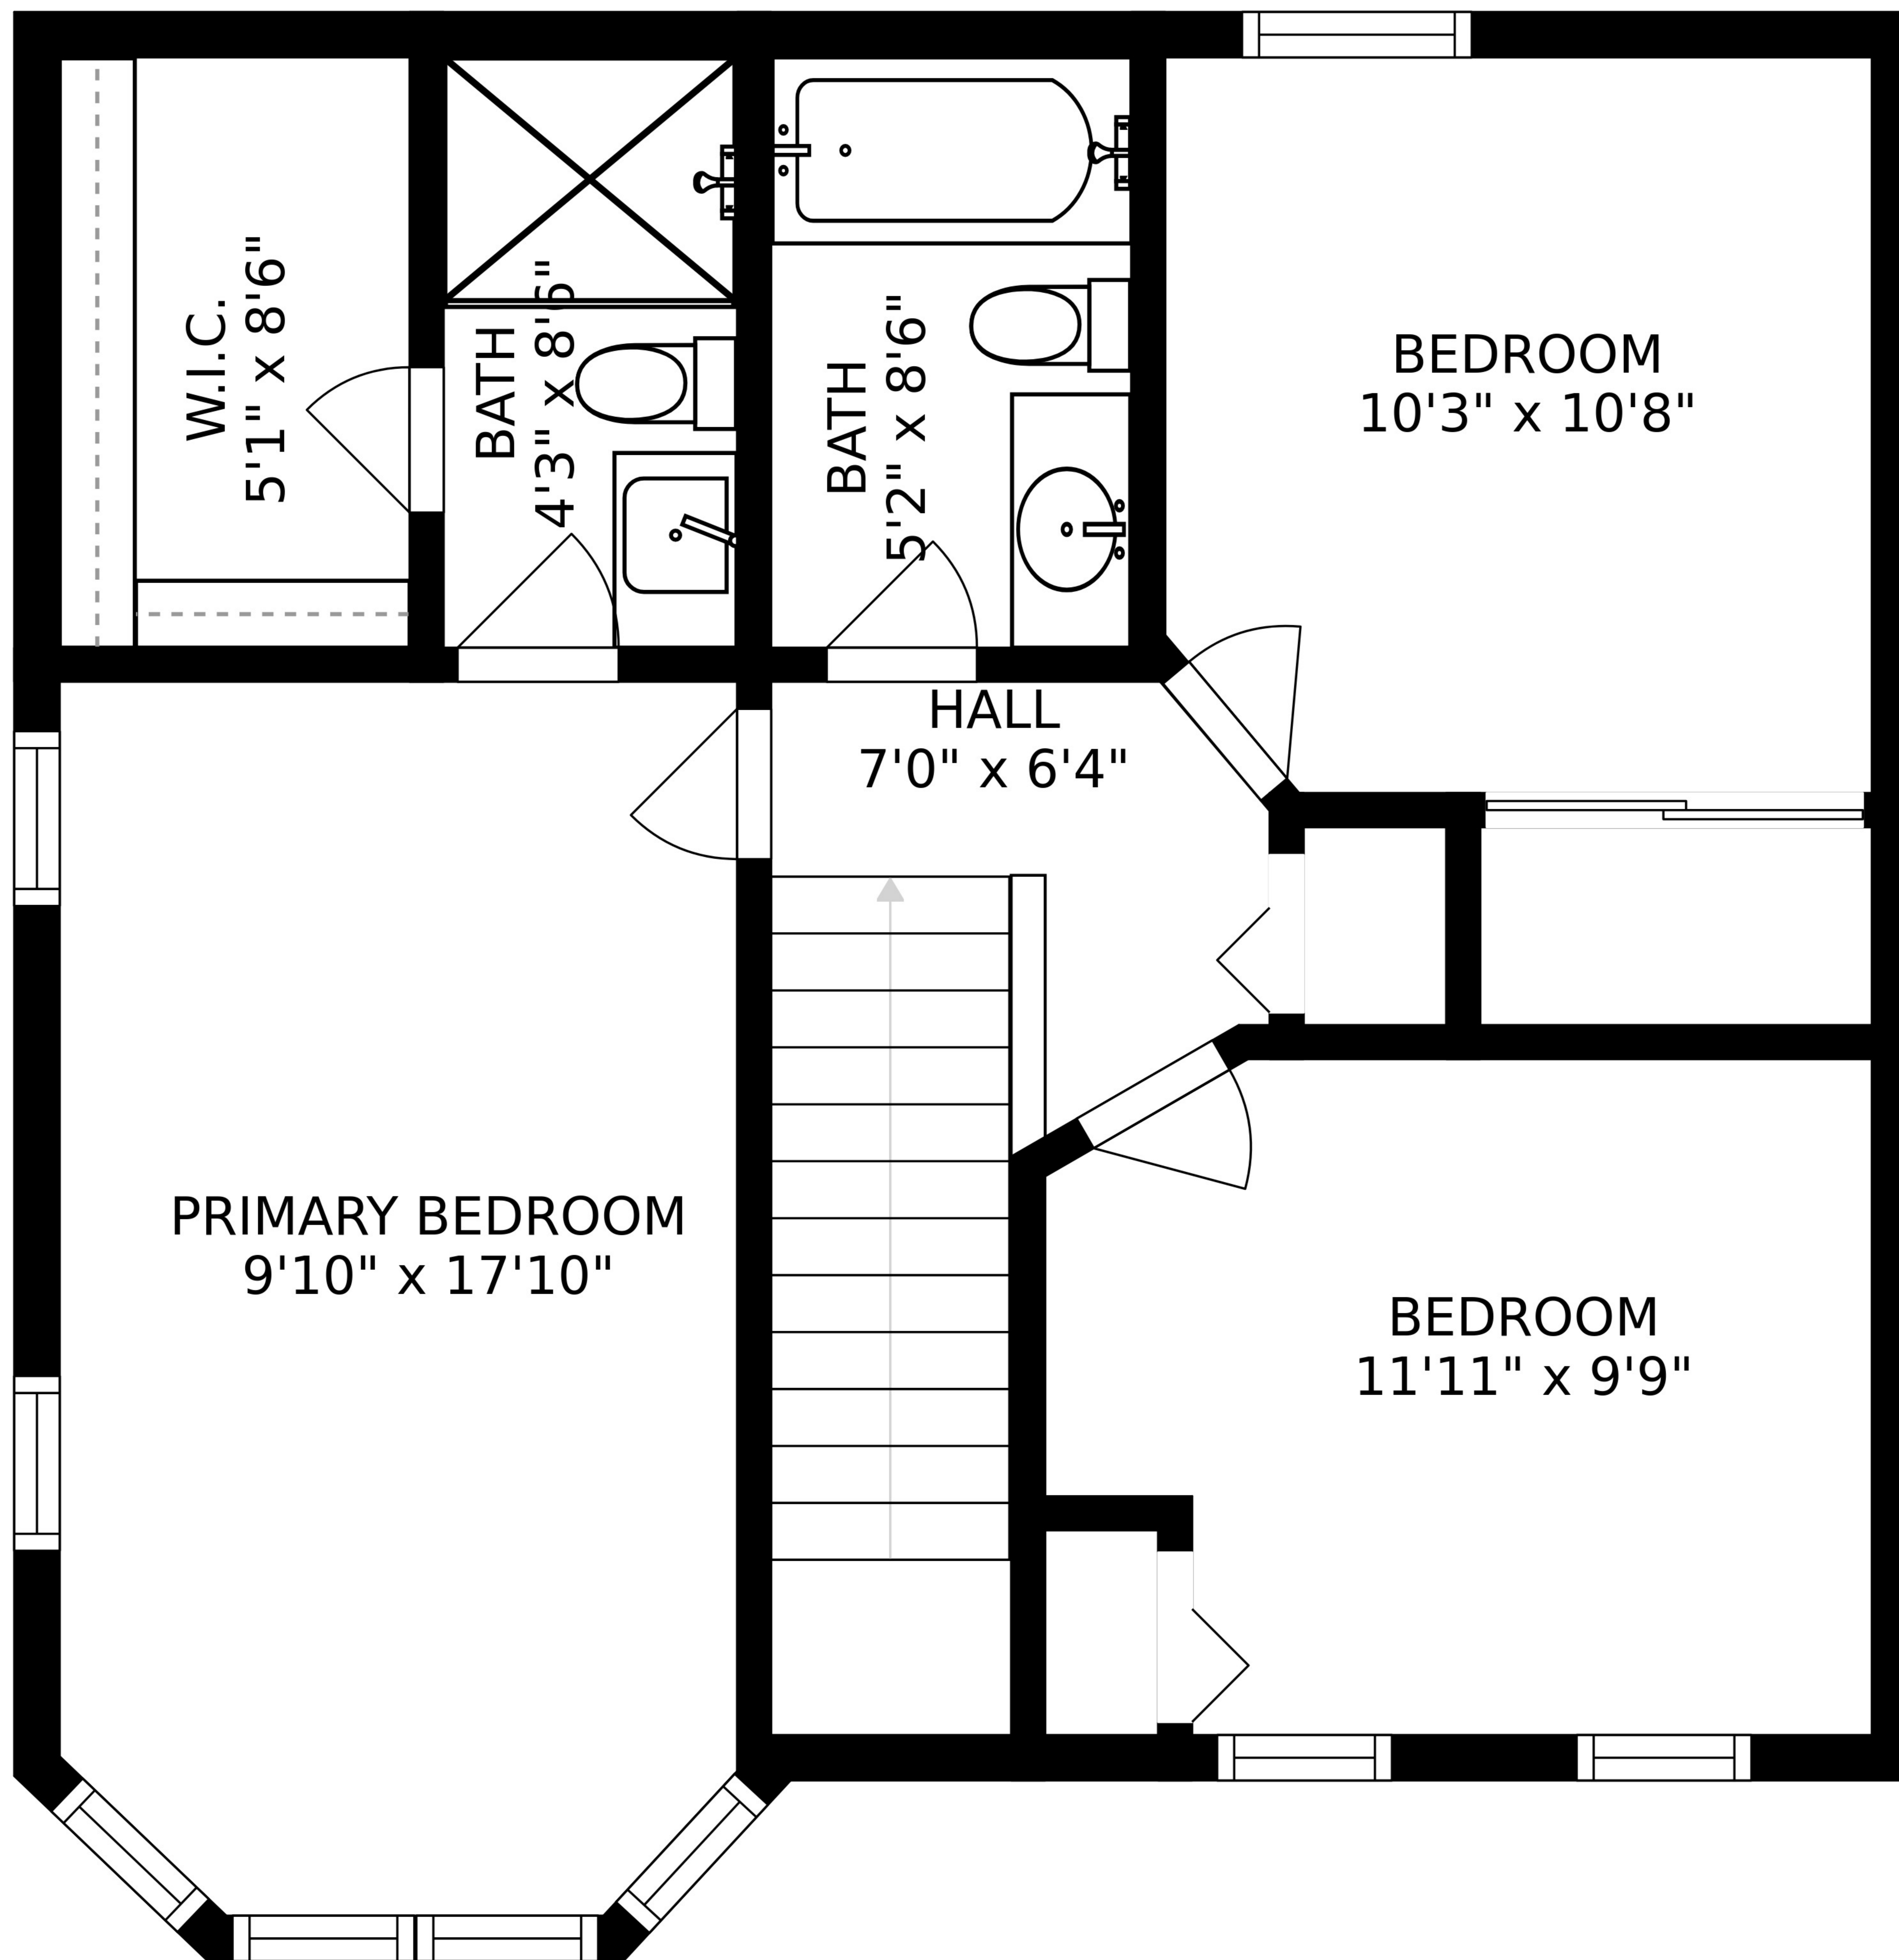 W.I.C.
5'1" x 8'6"
BATH
4'3" x 8'6"
BATH
5'2" x 8'6"
BEDROOM
10'3" x 10'8"
HALL
7'0" x 6'4"
PRIMARY BEDROOM
9'10" x 17'10"
BEDROOM
11'11" x 9'9"